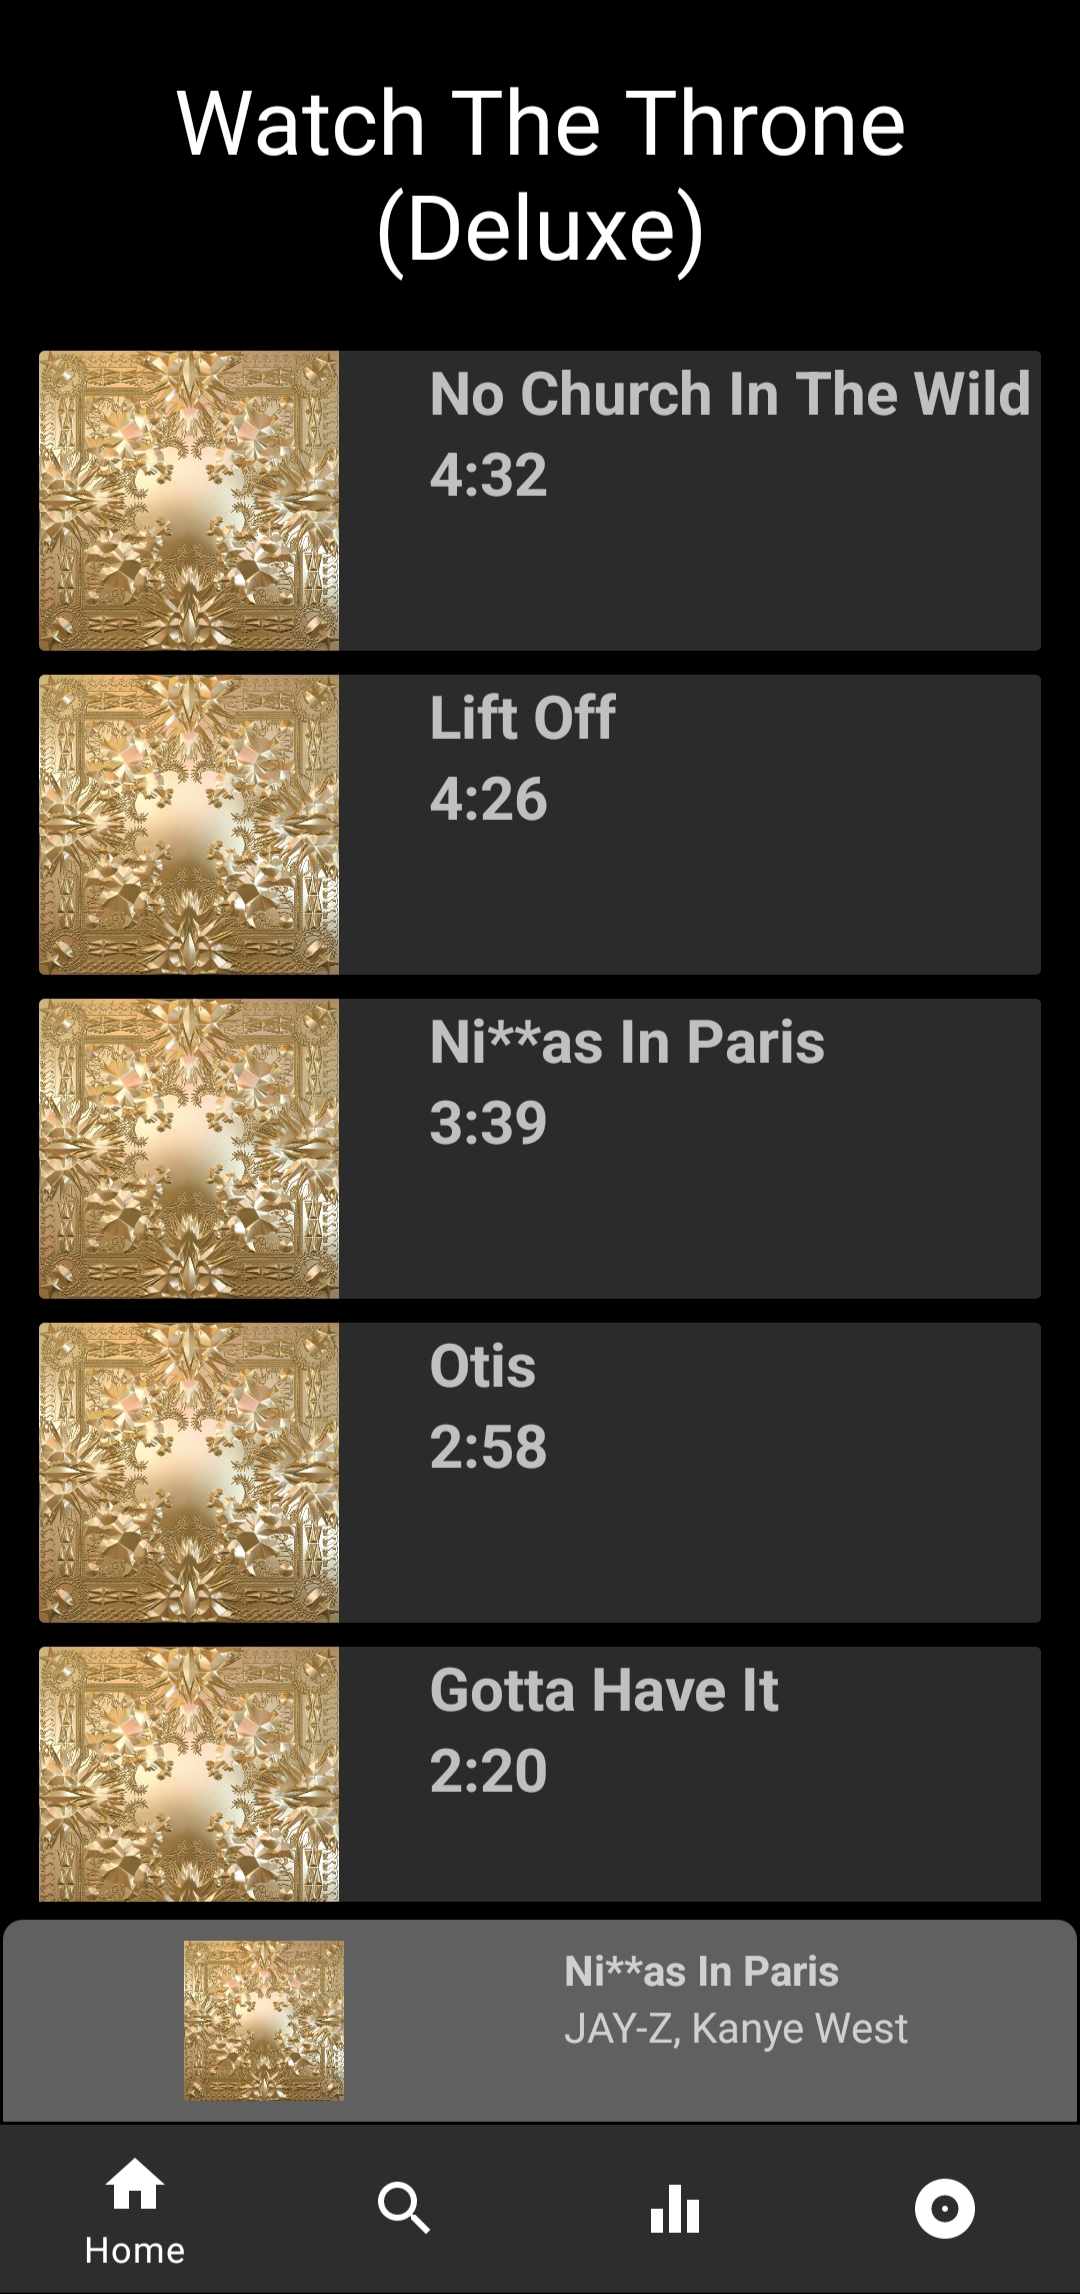 Watch The Throne
(Deluxe)
No Church In The Wild
4:32
Lift Off
4:26
Ni**as In Paris
3:39
Otis
2:58
Gotta Have It
2:20
Ni**as In Paris
JAY-Z, Kanye West
Home